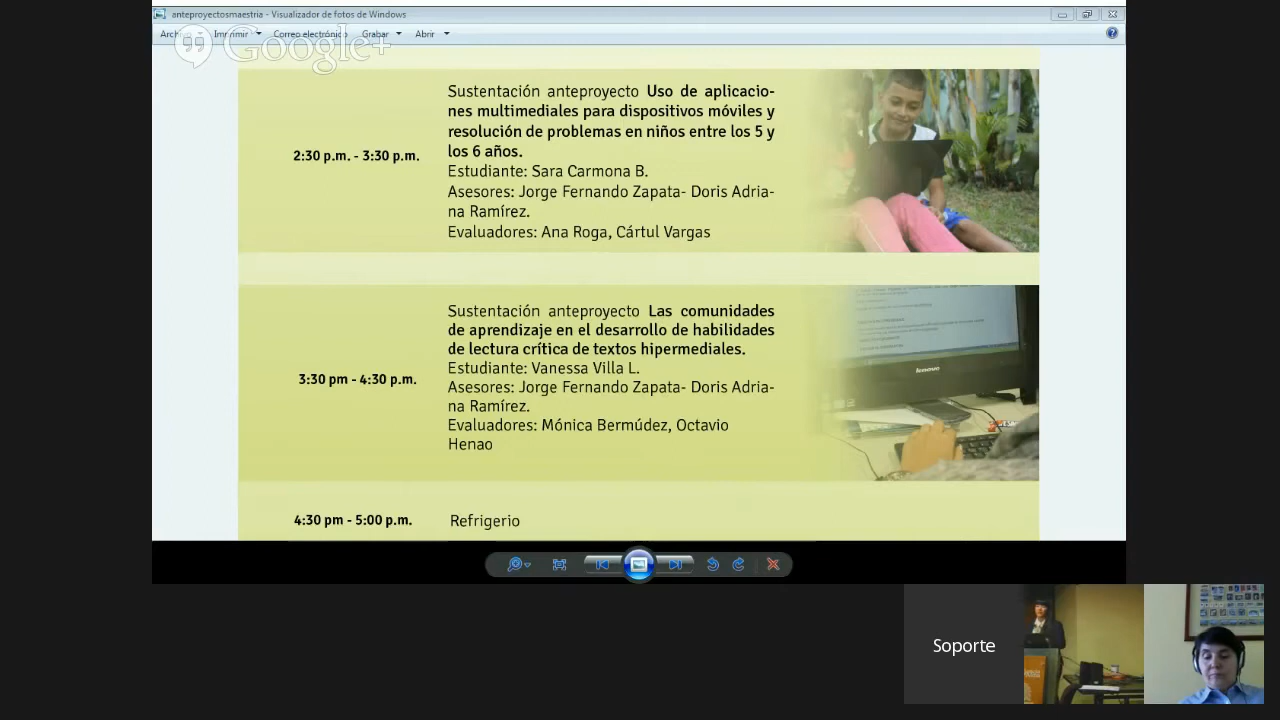 anteproyectosmaestria - Visualizador de fotos de Windows
Imprimir Correo electrónico Grabar Abrir
Google+
Sustentación anteproyecto Uso de aplicacio-
nes multimediales para dispositivos móviles y
resolución de problemas en niños entre los 5 y
los 6 años.
2:30 p.m. - 3:30 p.m.
Estudiante: Sara Carmona B.
Asesores: Jorge Fernando Zapata- Doris Adria-
na Ramírez.
Evaluadores: Ana Roga, Cártul Vargas
Sustentación anteproyecto Las comunidades
de aprendizaje en el desarrollo de habilidades
de lectura crítica de textos hipermediales.
Estudiante: Vanessa Villa L.
3:30 pm - 4:30 p.m.
Asesores: Jorge Fernando Zapata- Doris Adria-
na Ramírez.
Evaluadores: Mónica Bermúdez, Octavio
Henao
lenovo
4:30 pm - 5:00 p.m.
Refrigerio
Soporte